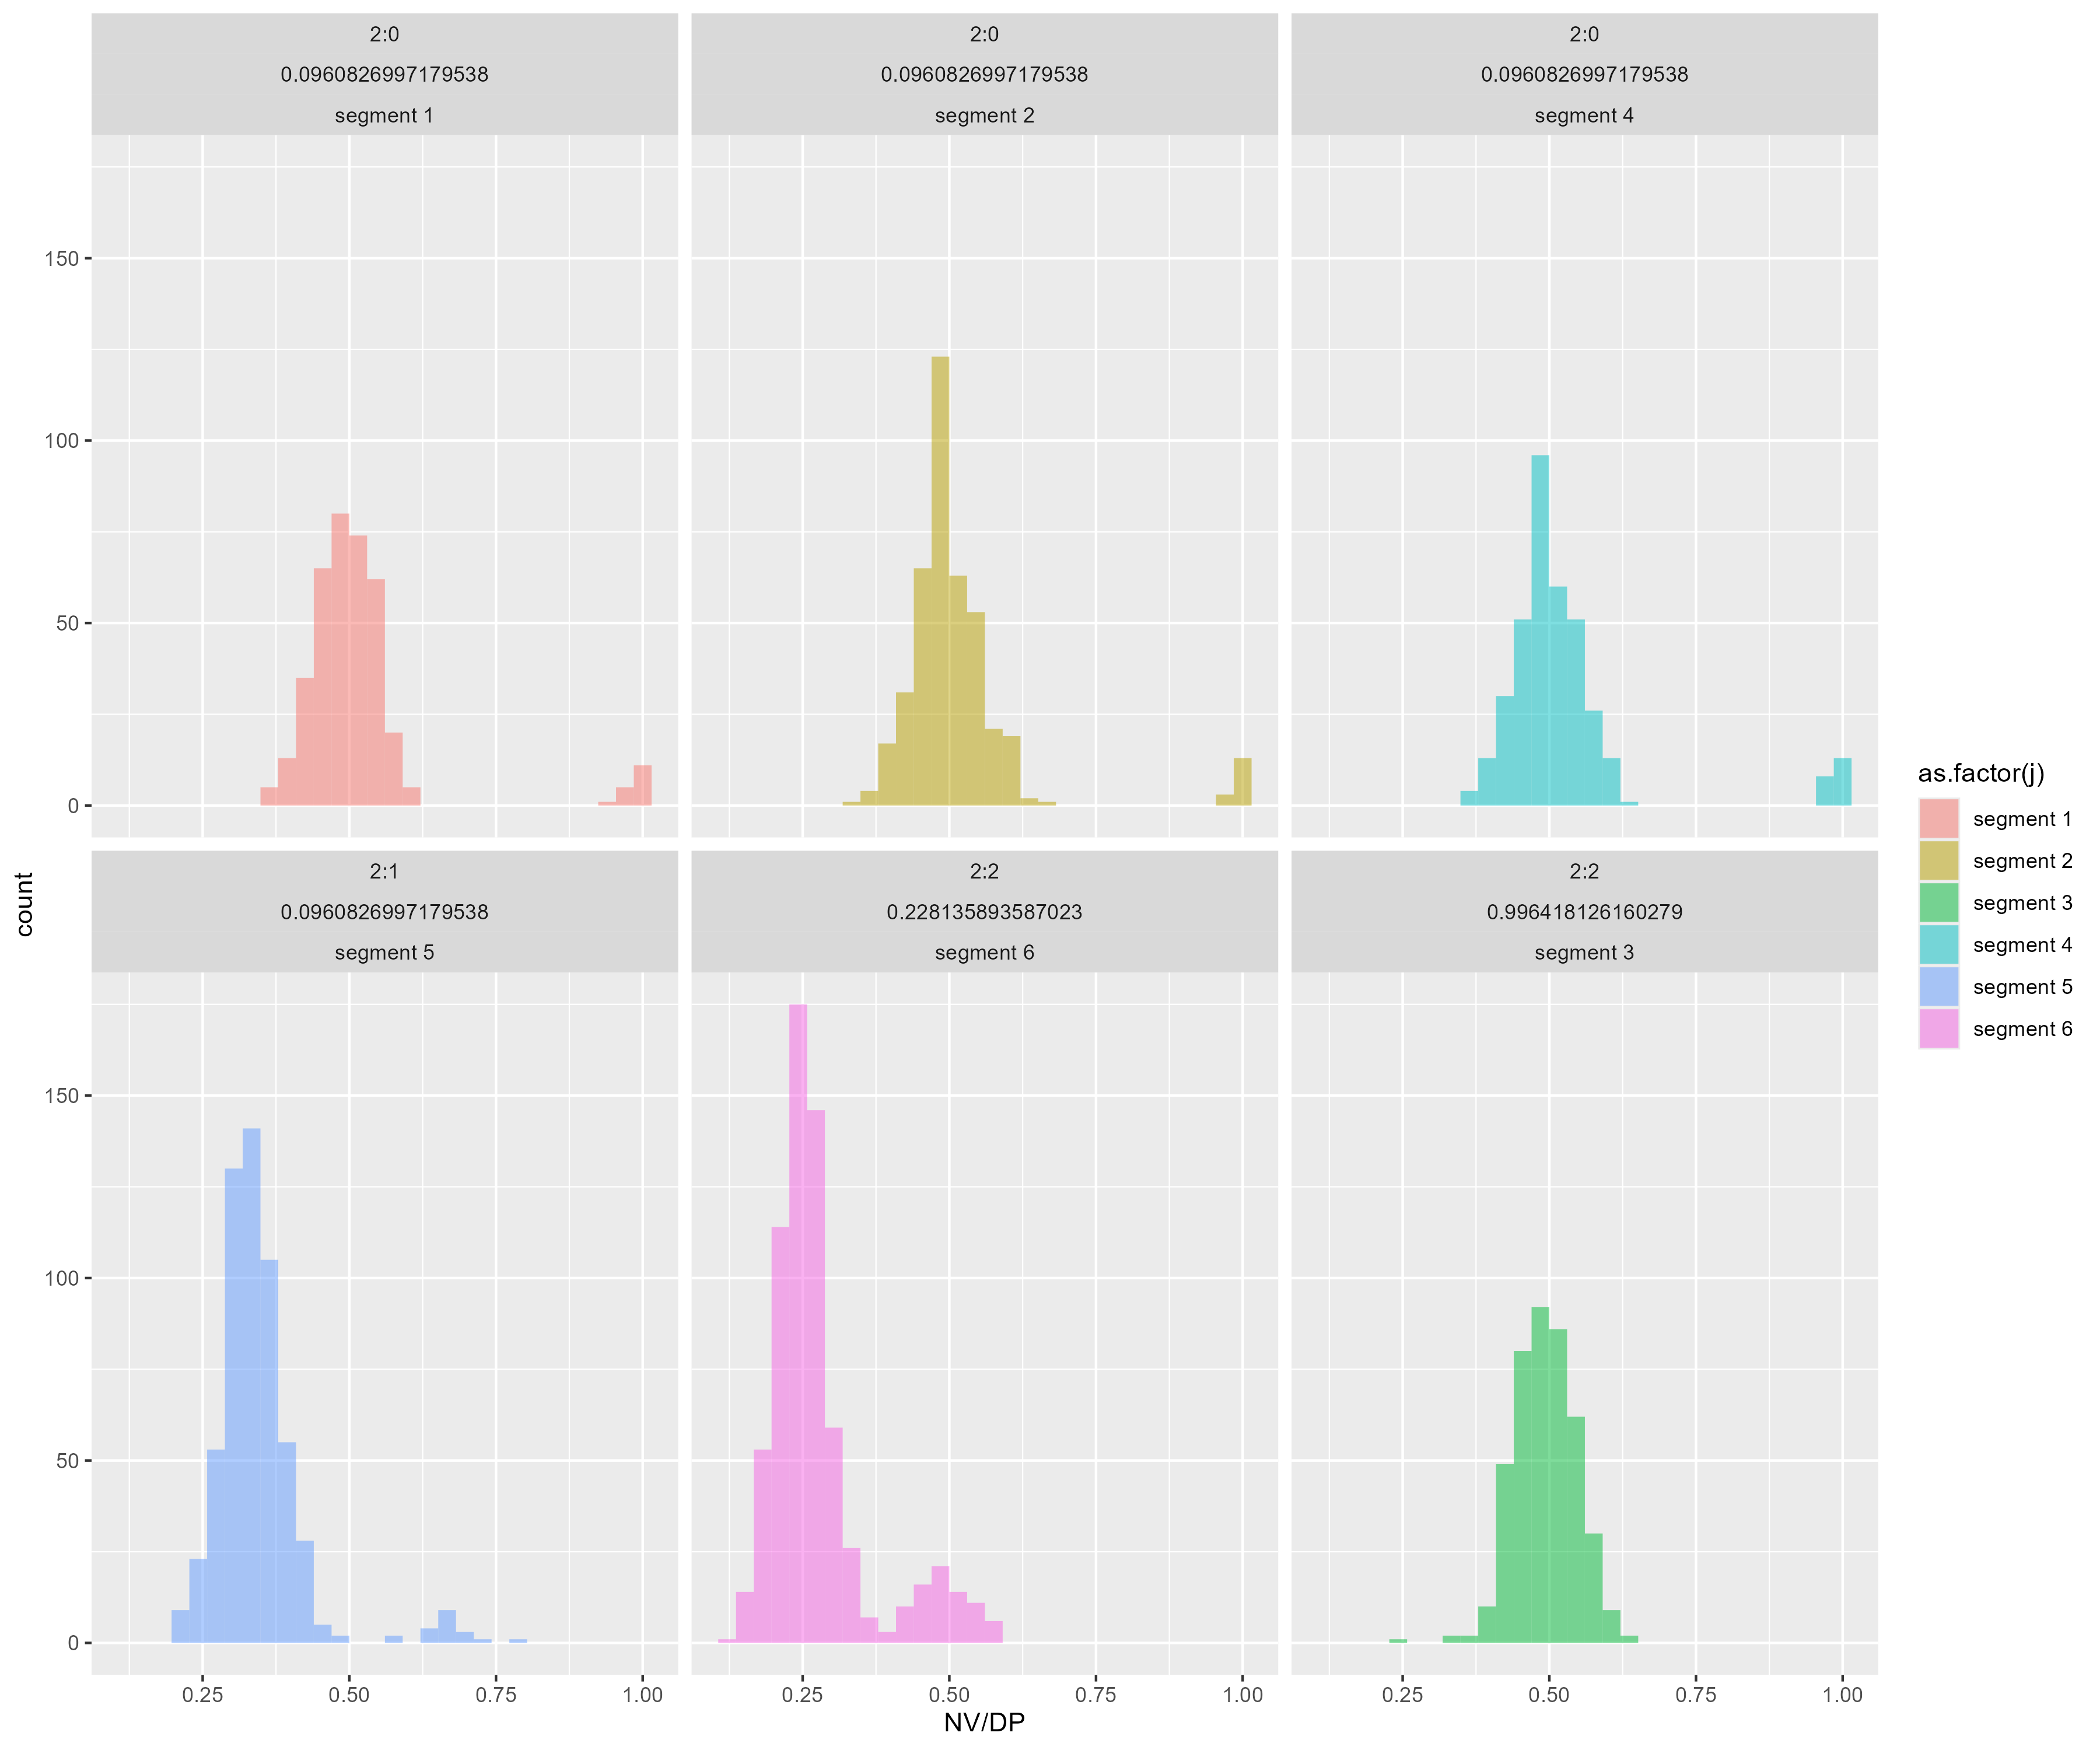 2:0
0.0960826997179538
segment 1
2:0
0.0960826997179538
segment 2
2:0
0.0960826997179538
segment 4
150
100
50
0
2:1
0.0960826997179538
segment 5
2:2
0.228135893587023
segment 6
2:2
0.996418126160279
segment 3
150
100
50
0
0.25 0.50 0.75 1.00
0.25 0.50 0.75 1.00
0.25 0.50 0.75 1.00
NV/DP
count
as.factor(j)
segment 1
segment 2
segment 3
segment 4
segment 5
segment 6